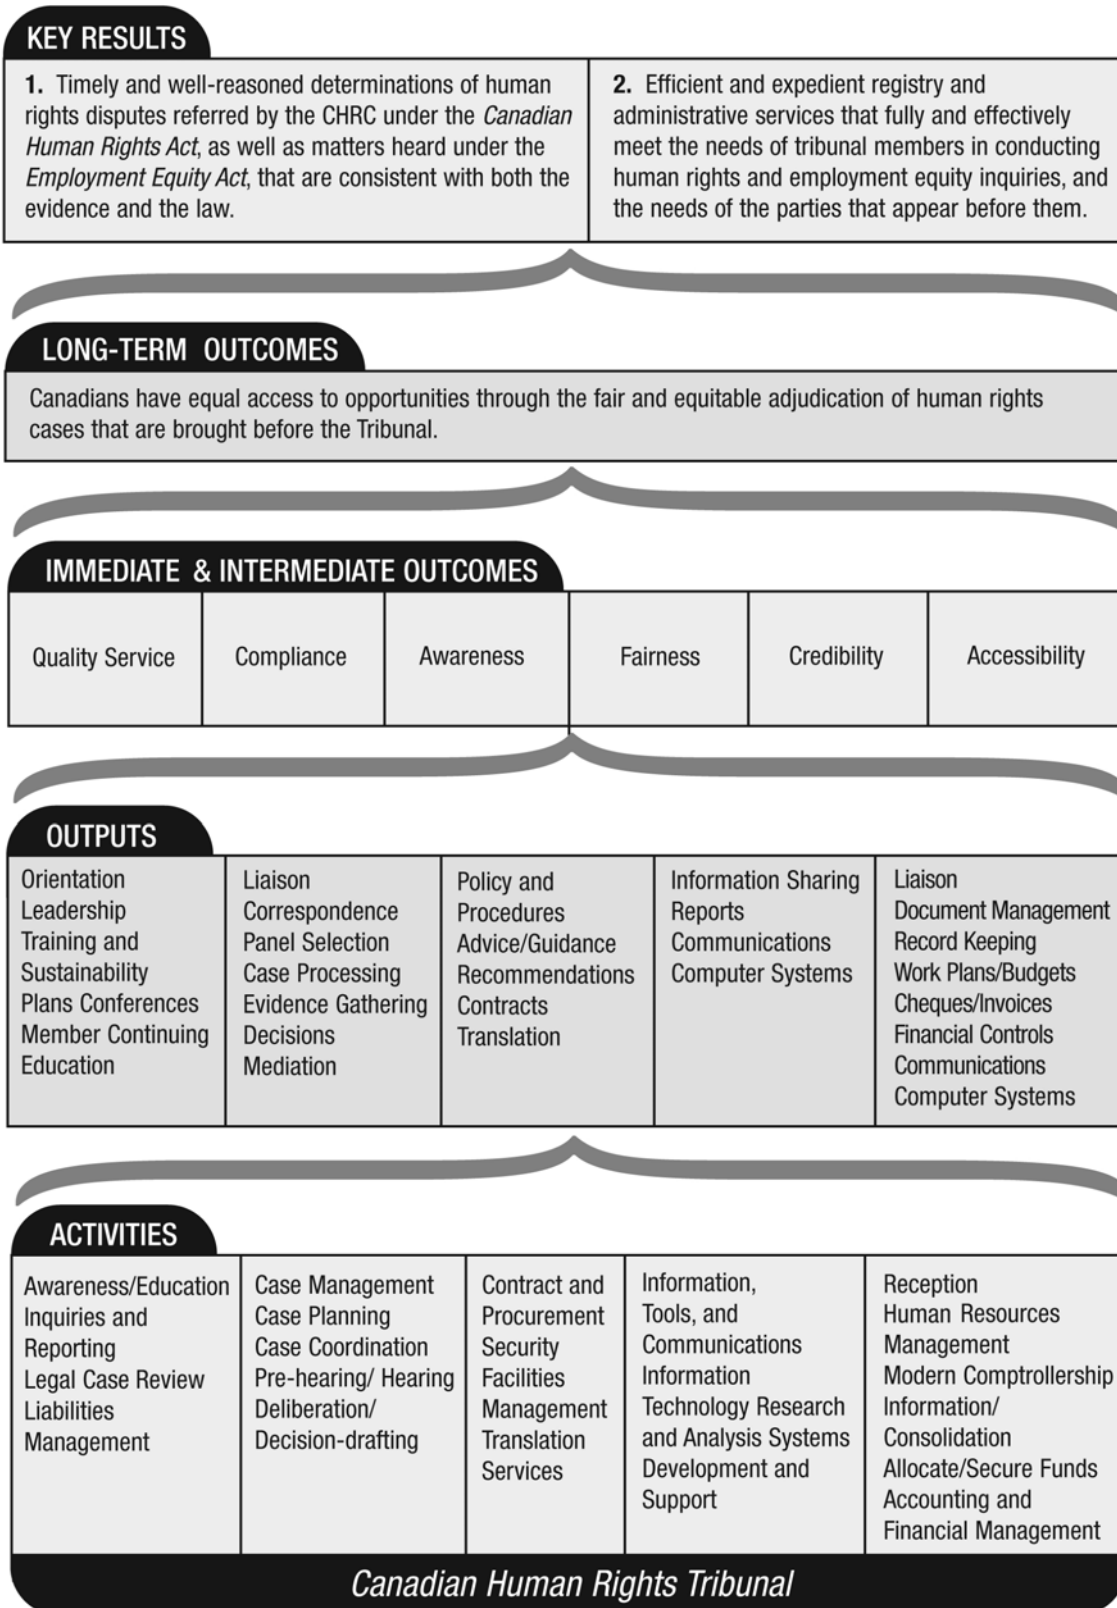 KEY RESULTS
1. Timely and well-reasoned determinations of human
rights disputes referred by the CHRC under the Canadian
Human Rights Act, as well as matters heard under the
Employment Equity Act, that are consistent with both the
evidence and the law.
2. Efficient and expedient registry and
administrative services that fully and effectively
meet the needs of tribunal members in conducting
human rights and employment equity inquiries, and
the needs of the parties that appear before them.
LONG-TERM OUTCOMES
Canadians have equal access to opportunities through the fair and equitable adjudication of human rights
cases that are brought before the Tribunal.
IMMEDIATE & INTERMEDIATE OUTCOMES
Quality Service
Compliance
Awareness
Fairness
Credibility
Accessibility
OUTPUTS
Orientation
Leadership
Training and
Sustainability
Plans Conferences
Member Continuing
Education
Liaison
Correspondence
Panel Selection
Case Processing
Evidence Gathering
Decisions
Mediation
Policy and
Procedures
Advice/Guidance
Recommendations
Contracts
Translation
Information Sharing
Reports
Communications
Computer Systems
Liaison
Document Management
Record Keeping
Work Plans/Budgets
Cheques/Invoices
Financial Controls
Communications
Computer Systems
ACTIVITIES
Awareness/Education
Inquiries and
Reporting
Legal Case Review
Liabilities
Management
Case Management
Case Planning
Case Coordination
Pre-hearing/ Hearing
Deliberation/
Decision-drafting
Contract and
Procurement
Security
Facilities
Management
Translation
Services
Information,
Tools, and
Communications
Information
Technology Research
and Analysis Systems
Development and
Support
Reception
Human Resources
Management
Modern Comptrollership
Information/
Consolidation
Allocate/Secure Funds
Accounting and
Financial Management
Canadian Human Rights Tribunal